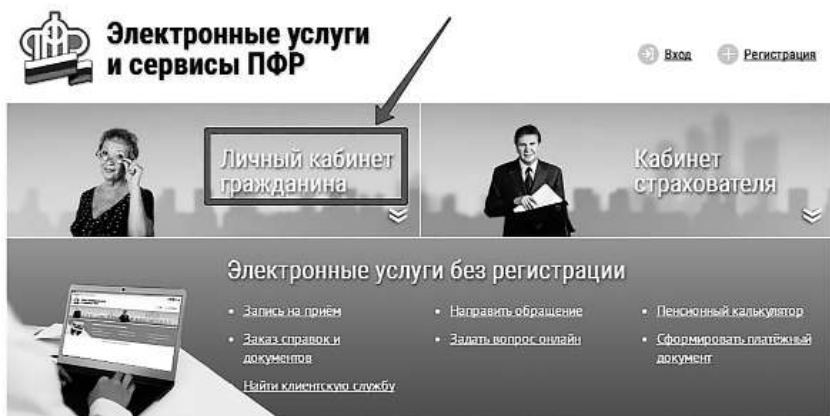 Электронные услуги
и сервисы ПФР
Вход
Регистрация
Личный кабинет
гражданина
Кабинет
страхователя
Электронные услуги без регистрации
Запись на приём
Заказ справок и
документов
Найти клиентскую службу
Направить обращение
Задать вопрос онлайн
Пенсионный калькулятор
Сформировать платёжный
документ